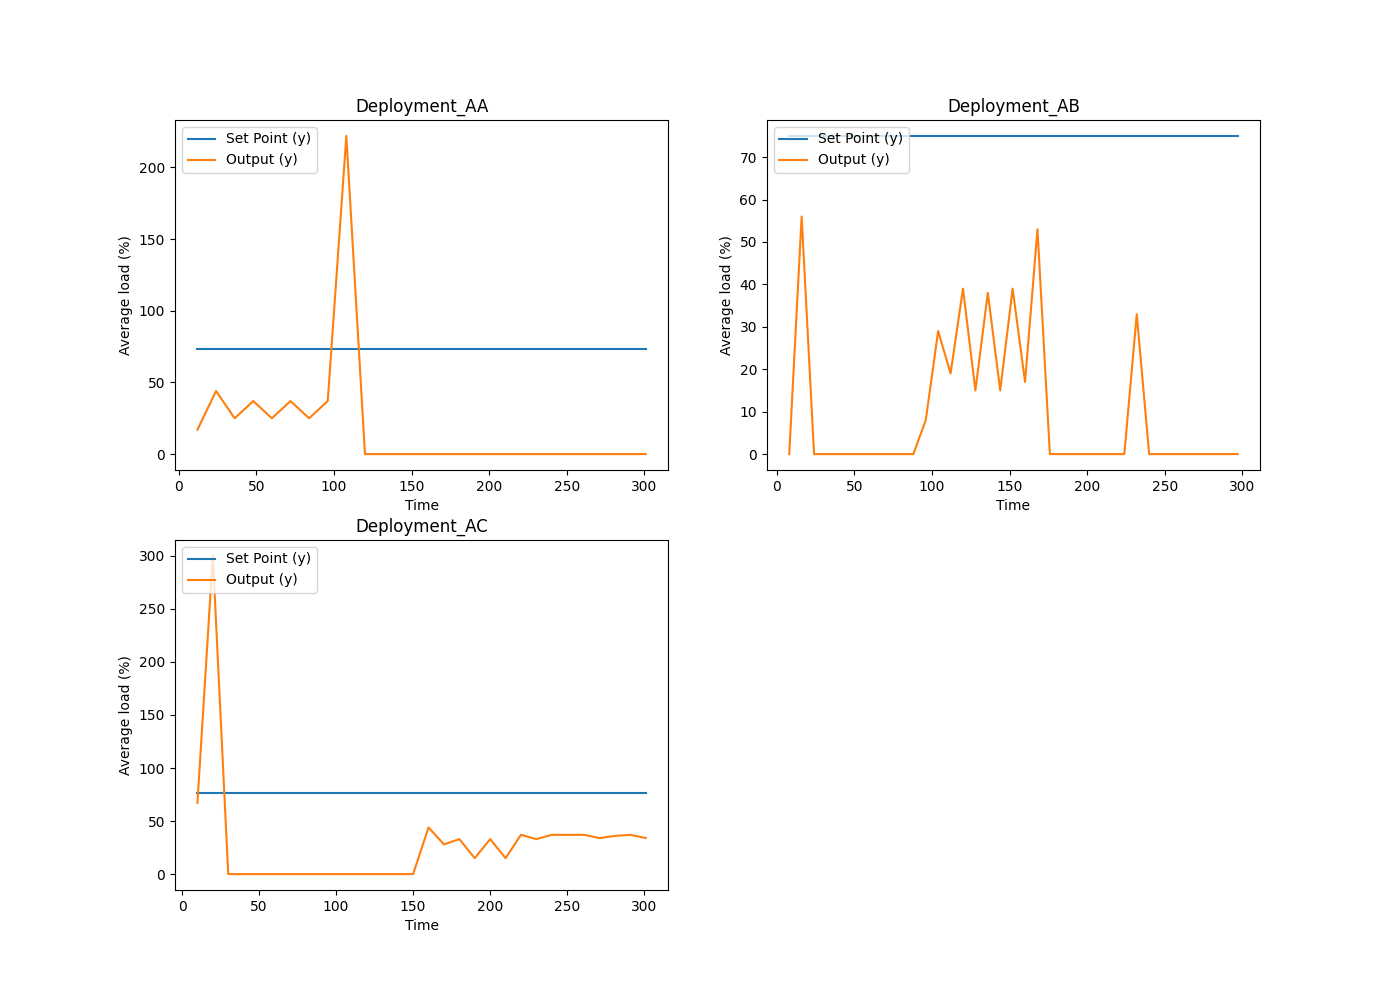 Deployment_AA
Set Point (y)
Output (y)
Average load (%)
200
150
100
50
0
0 50 100 150 200 250 300
Time
Deployment_AB
Set Point (y)
Output (y)
Average load (%)
70
60
50
40
30
20
10
0
0 50 100 150 200 250 300
Time
Deployment_AC
Set Point (y)
Output (y)
Average load (%)
300
250
200
150
100
50
0
0 50 100 150 200 250 300
Time